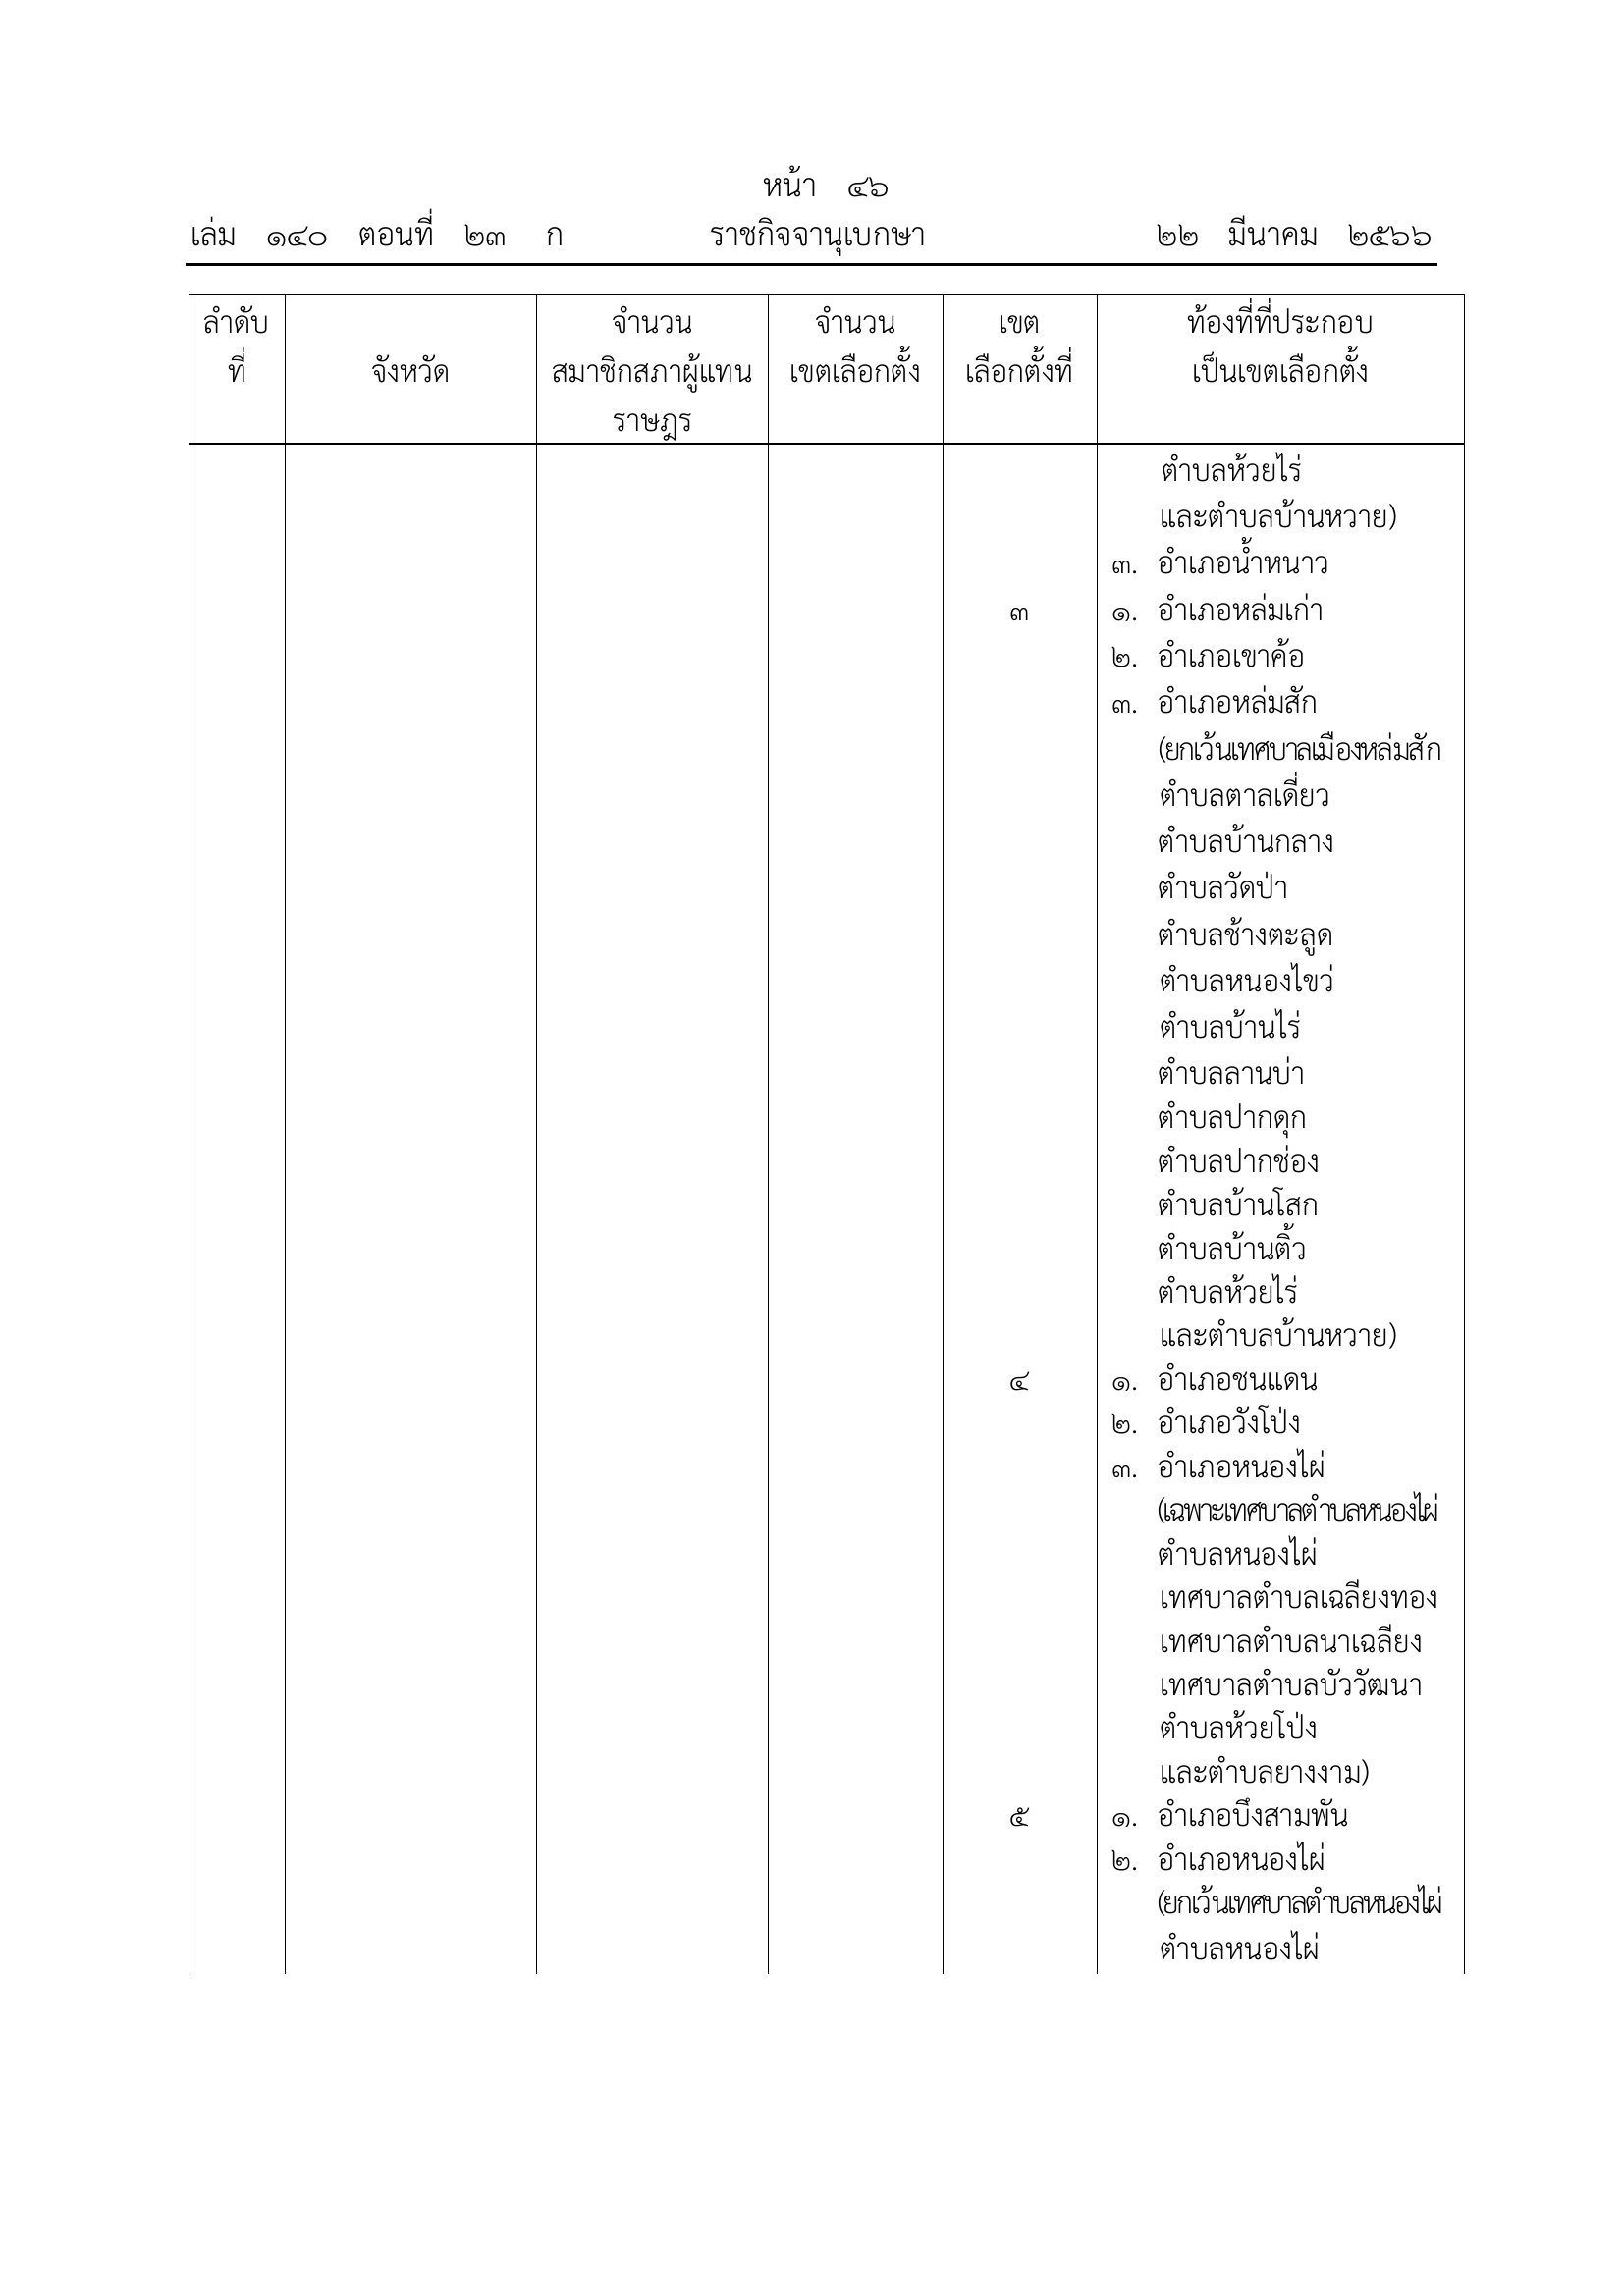 หน้า ๔๖
เล่ม ๑๔๐ ตอนที่ ๒๓ ก ราชกิจจานุเบกษา ๒๒ มีนาคม ๒๕๖๖
ลำดับ จำนวน จำนวน เขต ท้องที่ที่ประกอบ
ที่ จังหวัด สมาชิกสภาผู้แทน เขตเลือกตั้ง เลือกตั้งที่ เป็นเขตเลือกตั้ง
ราษฎร
ตำบลห้วยไร่
และตำบลบ้านหวาย)
๓. อำเภอน้ำหนาว
๓ ๑. อำเภอหล่มเก่า
๒. อำเภอเขาค้อ
๓. อำเภอหล่มสัก
(ยกเว้นเทศบาลเมืองหล่มสัก
ตำบลตาลเดี่ยว
ตำบลบ้านกลาง
ตำบลวัดป่า
ตำบลช้างตะลูด
ตำบลหนองไขว่
ตำบลบ้านไร่
ตำบลลานบ่า
ตำบลปากดุก
ตำบลปากช่อง
ตำบลบ้านโสก
ตำบลบ้านติ้ว
ตำบลห้วยไร่
และตำบลบ้านหวาย)
๔ ๑. อำเภอชนแดน
๒. อำเภอวังโป่ง
๓. อำเภอหนองไผ่
(เฉพาะเทศบาลตำบลหนองไผ่
ตำบลหนองไผ่
เทศบาลตำบลเฉลียงทอง
เทศบาลตำบลนาเฉลียง
เทศบาลตำบลบัววัฒนา
ตำบลห้วยโป่ง
และตำบลยางงาม)
๕ ๑. อำเภอบึงสามพัน
๒. อำเภอหนองไผ่
(ยกเว้นเทศบาลตำบลหนองไผ่
ตำบลหนองไผ่